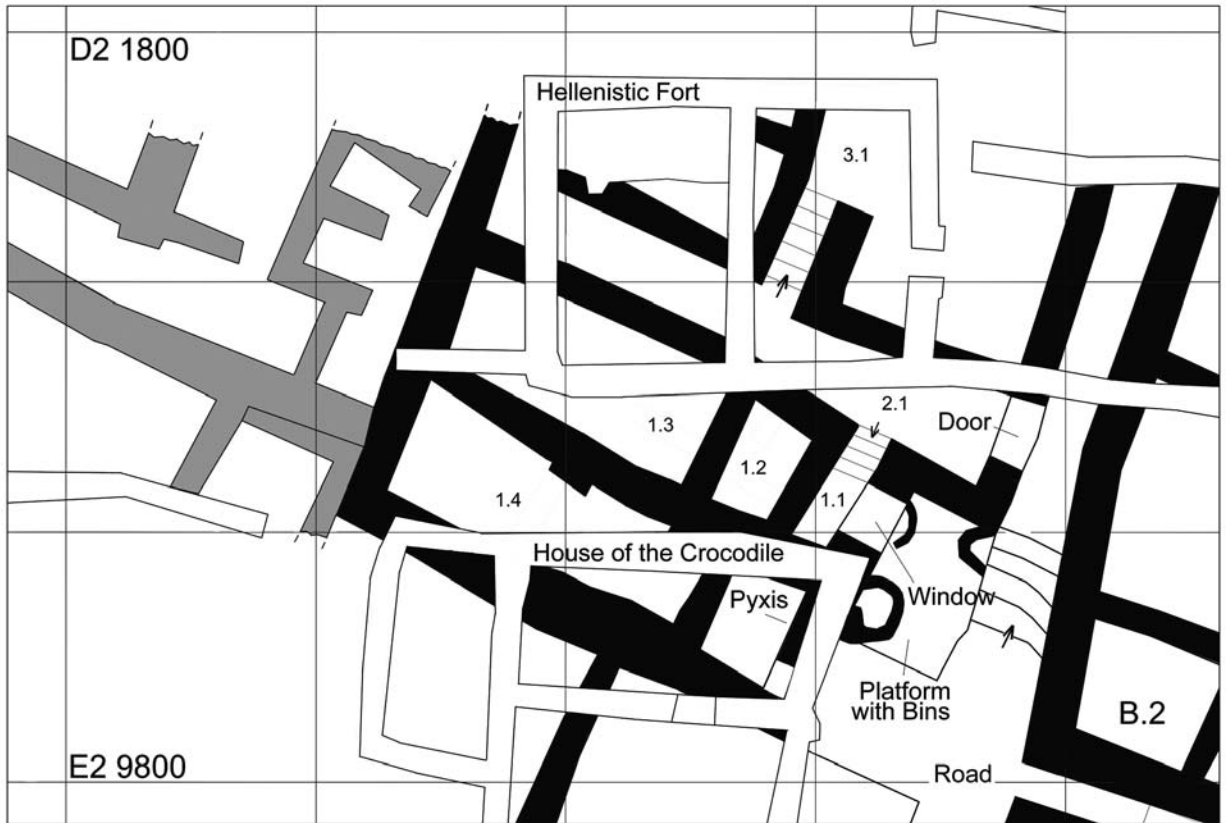 D2 1800
Hellenistic Fort
3.1
2.1
Door
1.3
1.2
1.4
1.1
House of the Crocodile
Pyxis
Window
Platform
with Bins
B.2
E2 9800
Road